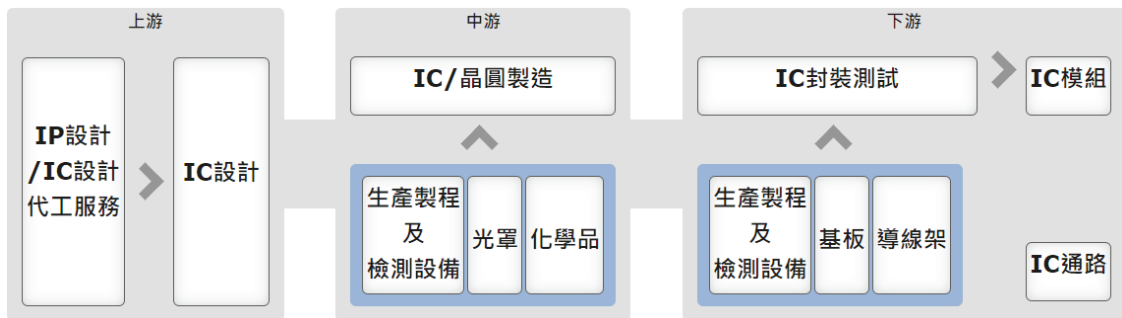 上游
IP設計
/IC設計
代工服務
IC設計
中游
IC/晶圓製造
生產製程
及
檢測設備
光罩
化學品
下游
IC封裝測試
IC模組
生產製程
及
檢測設備
基板
導線架
IC通路